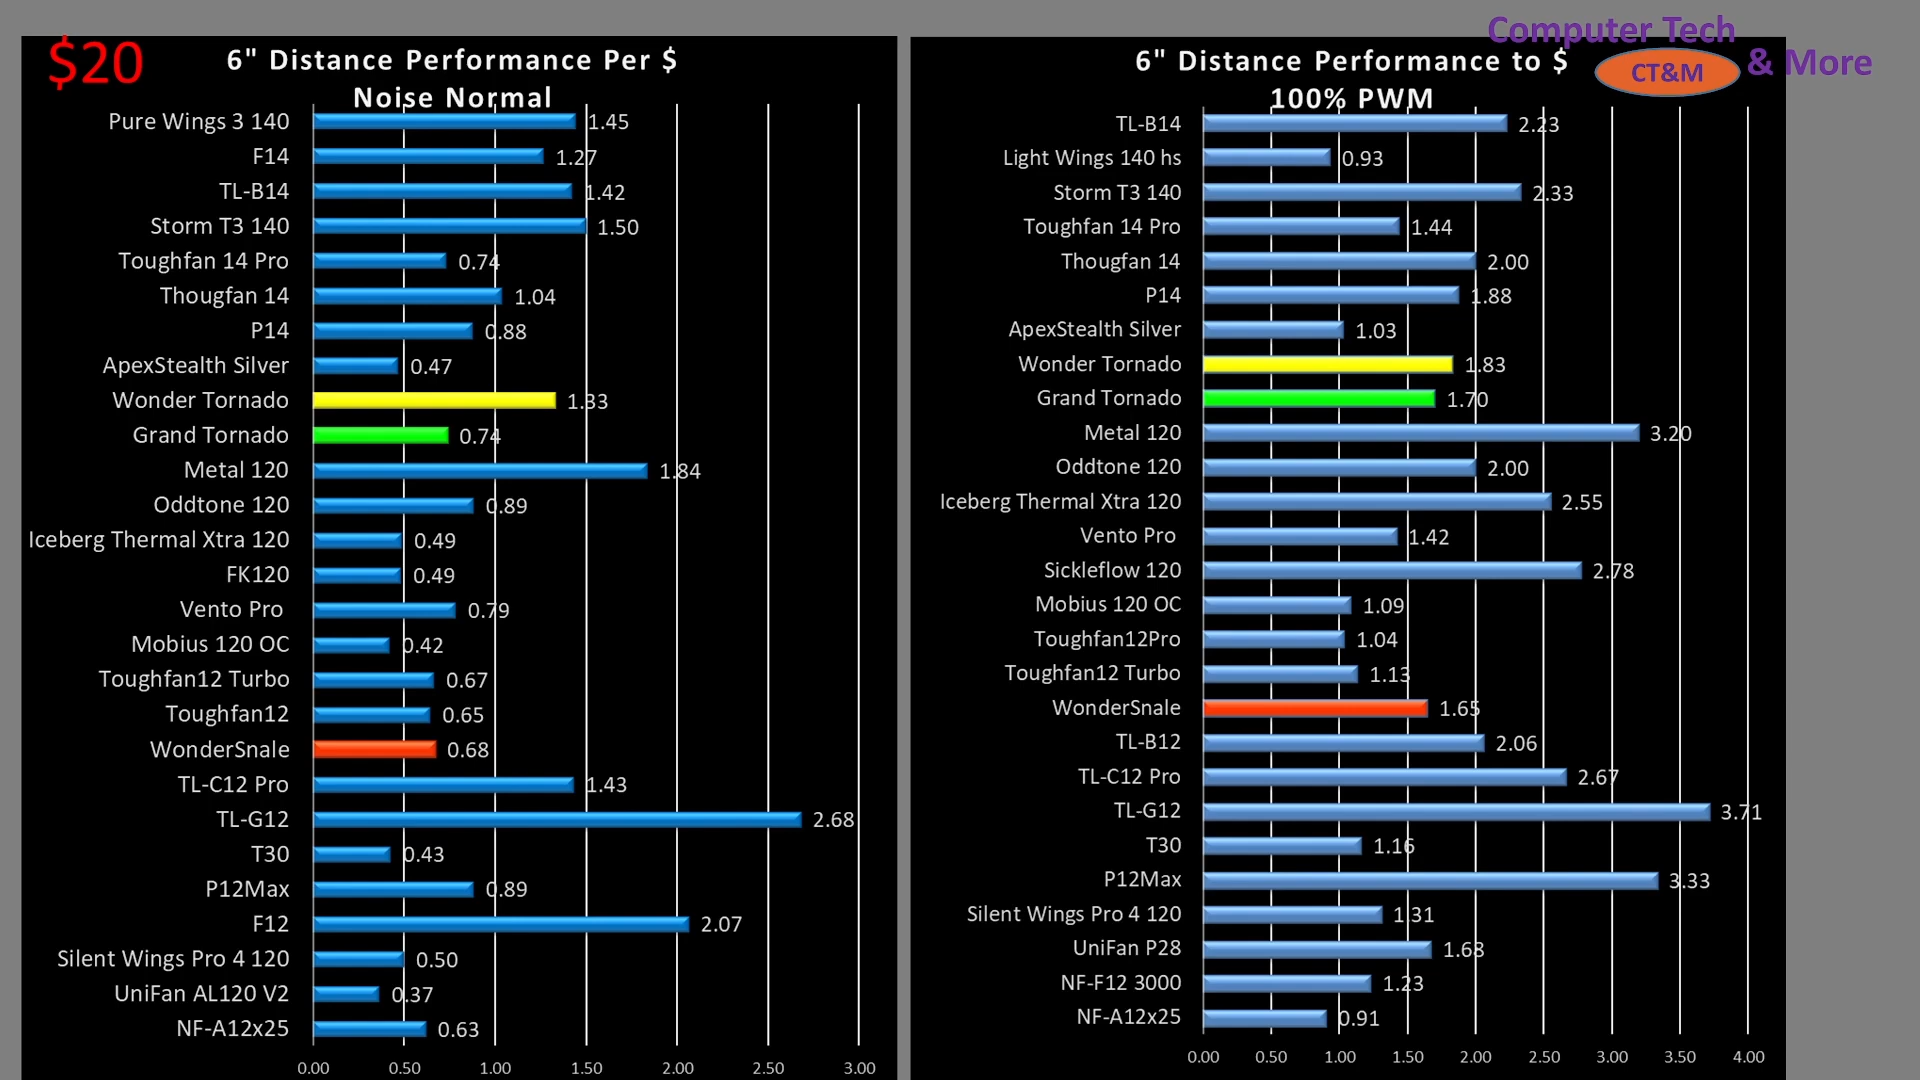 Computer Tech
CT&M & More
$20
6" Distance Performance Per $
Noise Normal
Pure Wings 3 140 1.45
F14 1.27
TL-B14 1.42
Storm T3 140 1.50
Toughfan 14 Pro 0.74
Thougfan 14 1.04
P14 0.88
ApexStealth Silver 0.47
Wonder Tornado 1.33
Grand Tornado 0.74
Metal 120 1.84
Oddtone 120 0.89
Iceberg Thermal Xtra 120 0.49
FK120 0.49
Vento Pro 0.79
Mobius 120 OC 0.42
Toughfan12 Turbo 0.67
Toughfan12 0.65
WonderSnale 0.68
TL-C12 Pro 1.43
TL-G12 2.68
T30 0.43
P12Max 0.89
F12 2.07
Silent Wings Pro 4 120 0.50
UniFan AL120 V2 0.37
NF-A12x25 0.63
0.00 0.50 1.00 1.50 2.00 2.50 3.00
6" Distance Performance to $
100% PWM
TL-B14 2.23
Light Wings 140 hs 0.93
Storm T3 140 2.33
Toughfan 14 Pro 1.44
Thougfan 14 2.00
P14 1.88
ApexStealth Silver 1.03
Wonder Tornado 1.83
Grand Tornado 1.70
Metal 120 3.20
Oddtone 120 2.00
Iceberg Thermal Xtra 120 2.55
Vento Pro 1.42
Sickleflow 120 2.78
Mobius 120 OC 1.09
Toughfan12Pro 1.04
Toughfan12 Turbo 1.13
WonderSnale 1.65
TL-B12 2.06
TL-C12 Pro 2.67
TL-G12 3.71
T30 1.16
P12Max 3.33
Silent Wings Pro 4 120 1.31
UniFan P28 1.68
NF-F12 3000 1.23
NF-A12x25 0.91
0.00 0.50 1.00 1.50 2.00 2.50 3.00 3.50 4.00